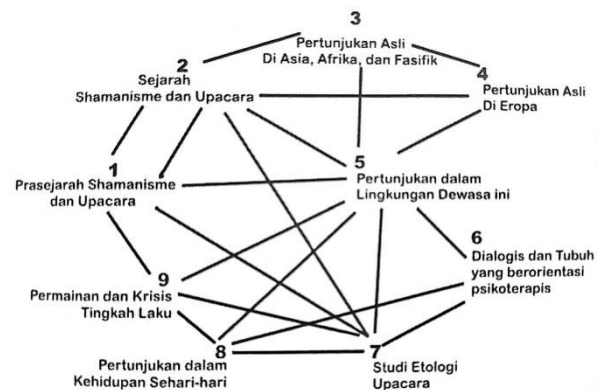 3
Pertunjukan Asli
Di Asia, Afrika, dan Fasifik
2
Sejarah
Shamanisme dan Upacara
4
Pertunjukan Asli
Di Eropa
1
Prasejarah Shamanisme
dan Upacara
5
Pertunjukan dalam
Lingkungan Dewasa ini
6
Dialogis dan Tubuh
yang berorientasi
psikoterapis
9
Permainan dan Krisis
Tingkah Laku
8
Pertunjukan dalam
Kehidupan Sehari-hari
7
Studi Etologi
Upacara